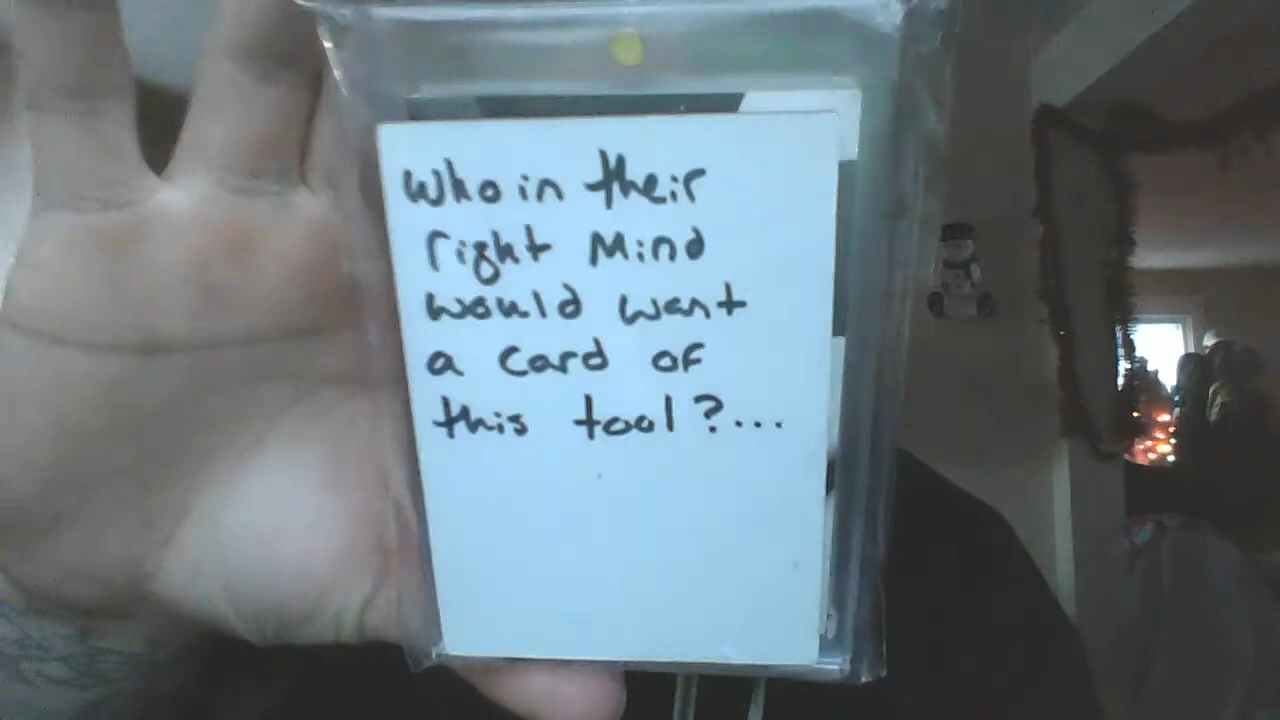 Who in their
right Mind
would want
a card of
this tool?...